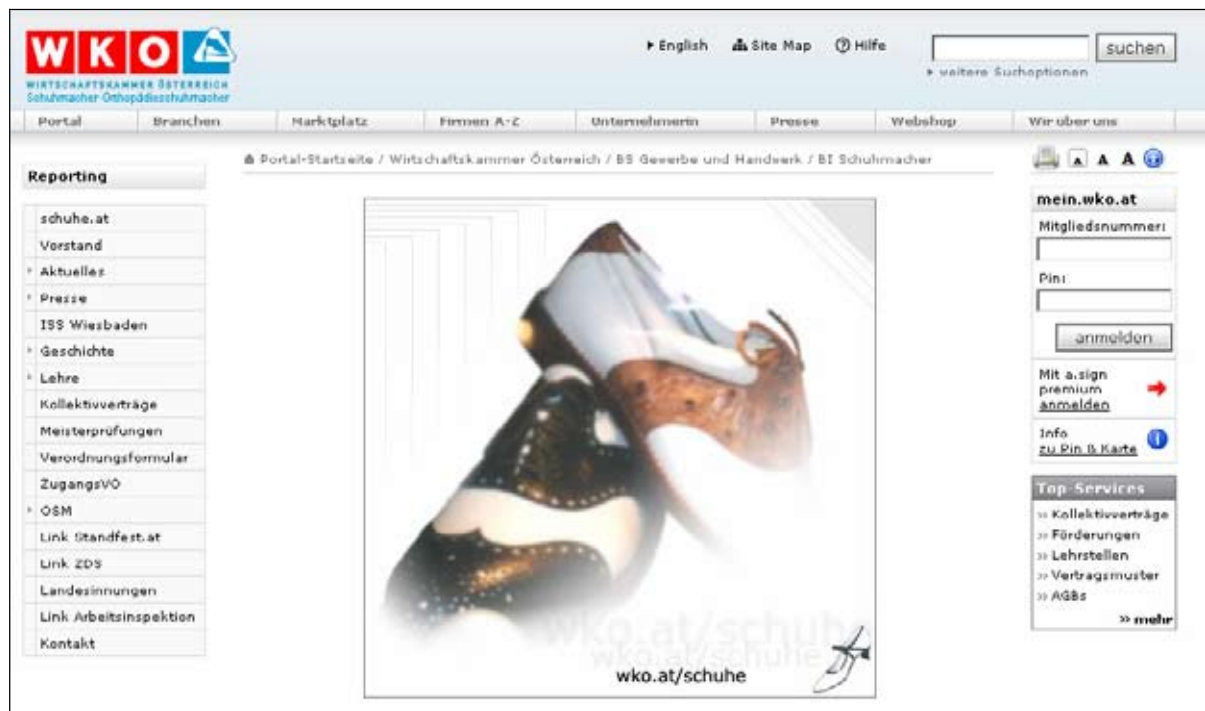 WKO
WIRTSCHAFTSKAMMER ÖSTERREICH
Schuhmacher Orthopädieschuhmacher
English Site Map Hilfe suchen
weitere Suchoptionen
Portal Branchen Marktplatz Firmen A-Z Unternehmerin Presse Webshop Wir über uns
Portal-Startseite / Wirtschaftskammer Österreich / BS Gewerbe und Handwerk / BI Schuhmacher
A A A
Reporting
schuhe.at
Vorstand
Aktuelles
Presse
ISS Wiesbaden
Geschichte
Lehre
Kollektivverträge
Meisterprüfungen
Verordnungsformular
ZugangsVO
OSM
Link Standfest.at
Link ZDS
Landesinnungen
Link Arbeitsinspektion
Kontakt
wko.at/schuhe
wko.at/schuhe
wko.at/schuhe
mein.wko.at
Mitgliedsnummer:
Pin:
anmelden
Mit a.sign
premium
anmelden
Info
zu Pin & Karte
Top-Services
» Kollektivverträge
» Förderungen
» Lehrstellen
» Vertragsmuster
» AGBs
» mehr